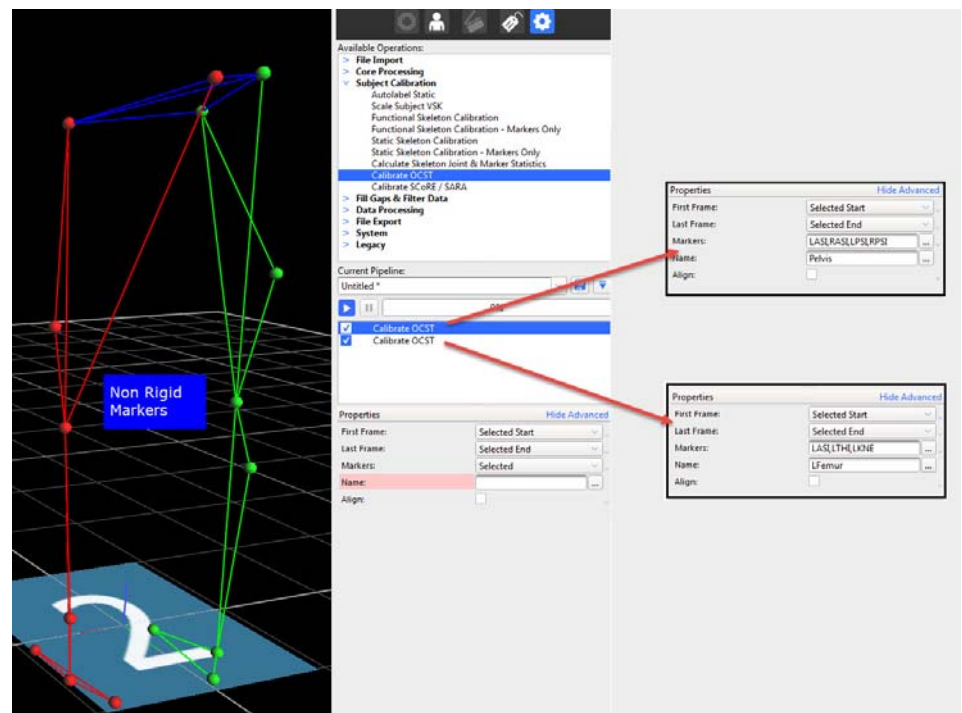 Non Rigid
Markers
2
Available Operations:
> File Import
> Core Processing
v Subject Calibration
Autolabel Static
Scale Subject VSK
Functional Skeleton Calibration
Functional Skeleton Calibration - Markers Only
Static Skeleton Calibration
Static Skeleton Calibration - Markers Only
Calculate Skeleton Joint & Marker Statistics
Calibrate OCST
Calibrate SCoRE / SARA
> Fill Gaps & Filter Data
> Data Processing
> File Export
> System
> Legacy
Current Pipeline:
Untitled *
Calibrate OCST
Calibrate OCST
Properties Hide Advanced
First Frame: Selected Start
Last Frame: Selected End
Markers: Selected
Name: ...
Align:
Properties Hide Advanced
First Frame: Selected Start
Last Frame: Selected End
Markers: LASI,RASI,LPSI,RPSI ...
Name: Pelvis ...
Align:
Properties Hide Advanced
First Frame: Selected Start
Last Frame: Selected End
Markers: LASI,LTHI,LKNE ...
Name: LFemur ...
Align: